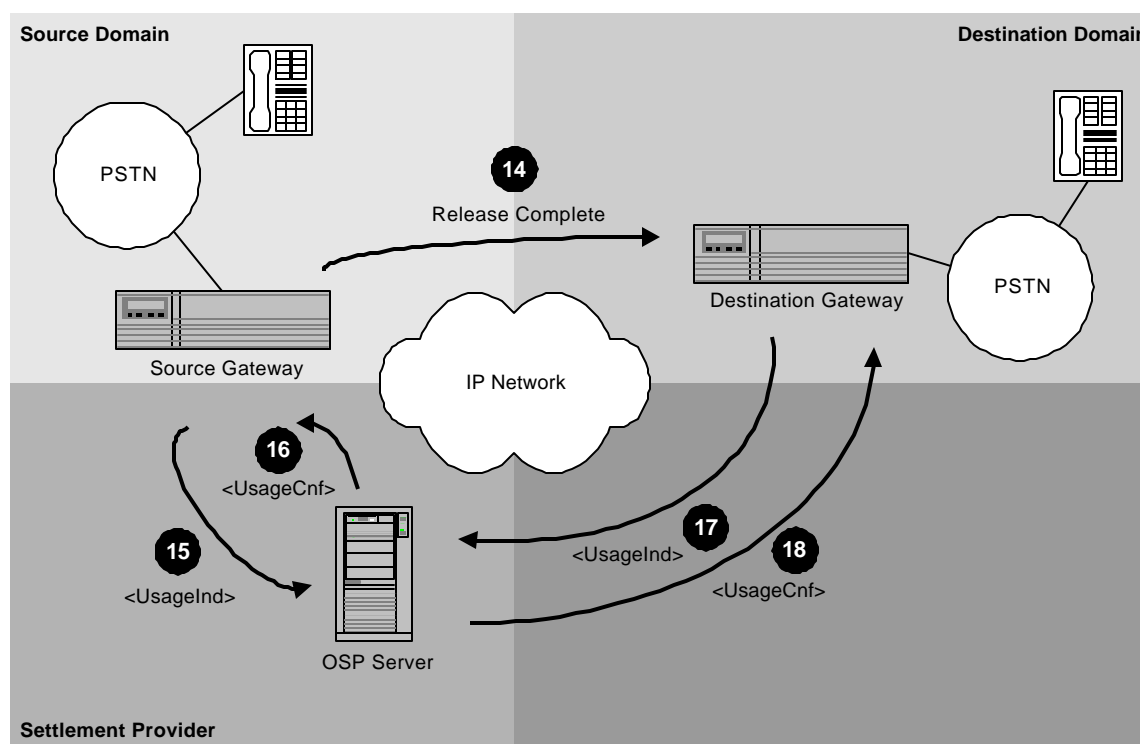 Source Domain
Destination Domain
PSTN
14
Release Complete
Destination Gateway
PSTN
Source Gateway
IP Network
16
<UsageCnf>
15
<UsageInd>
17
<UsageInd>
18
<UsageCnf>
OSP Server
Settlement Provider